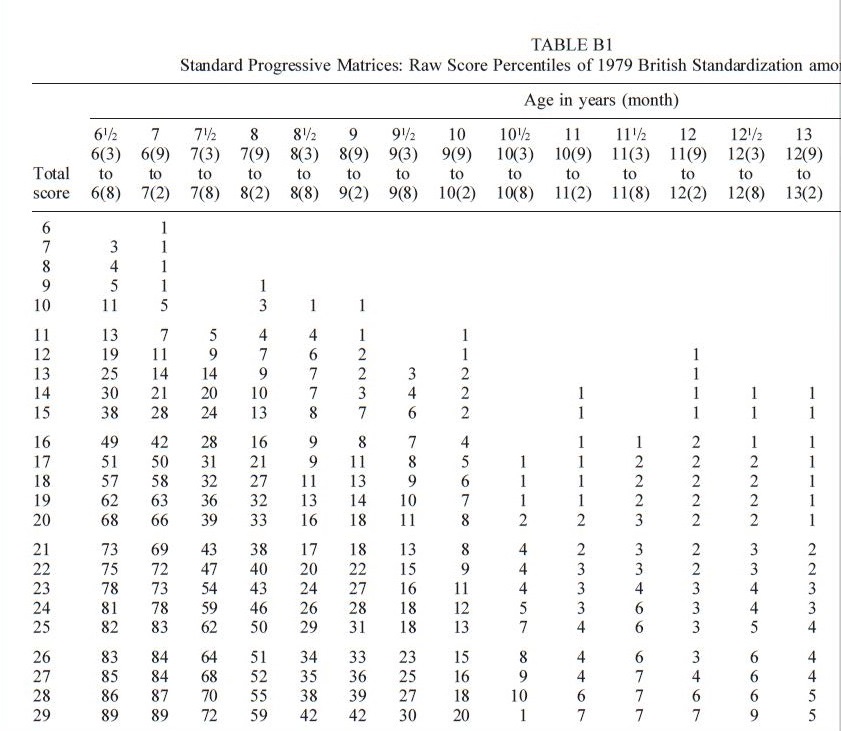 TABLE B1
Standard Progressive Matrices: Raw Score Percentiles of 1979 British Standardization
Age in years (month)
6½ 7 7½ 8 8½ 9 9½ 10 10½ 11 11½ 12 12½ 13
6(3) 6(9) 7(3) 7(9) 8(3) 8(9) 9(3) 9(9) 10(3) 10(9) 11(3) 11(9) 12(3) 12(9)
Total to to to to to to to to to to to to to to
score 6(8) 7(2) 7(8) 8(2) 8(8) 9(2) 9(8) 10(2) 10(8) 11(2) 11(8) 12(2) 12(8) 13(2)
6 1
7 3 1
8 4 1
9 5 1 1
10 11 5 3 1 1
11 13 7 5 4 4 1 1
12 19 11 9 7 6 2 1 1
13 25 14 14 9 7 2 3 2 1
14 30 21 20 10 7 3 4 2 1 1 1 1
15 38 28 24 13 8 7 6 2 1 1 1 1
16 49 42 28 16 9 8 7 4 1 1 2 1 1
17 51 50 31 21 9 11 8 5 1 1 2 2 2 1
18 57 58 32 27 11 13 9 6 1 1 2 2 2 1
19 62 63 36 32 13 14 10 7 1 1 2 2 2 1
20 68 66 39 33 16 18 11 8 2 2 3 2 2 1
21 73 69 43 38 17 18 13 8 4 2 3 2 3 2
22 75 72 47 40 20 22 15 9 4 3 3 2 3 2
23 78 73 54 43 24 27 16 11 4 3 4 3 4 3
24 81 78 59 46 26 28 18 12 5 3 6 3 4 3
25 82 83 62 50 29 31 18 13 7 4 6 3 5 4
26 83 84 64 51 34 33 23 15 8 4 6 3 6 4
27 85 84 68 52 35 36 25 16 9 4 7 4 6 4
28 86 87 70 55 38 39 27 18 10 6 7 6 6 5
29 89 89 72 59 42 42 30 20 1 7 7 7 9 5